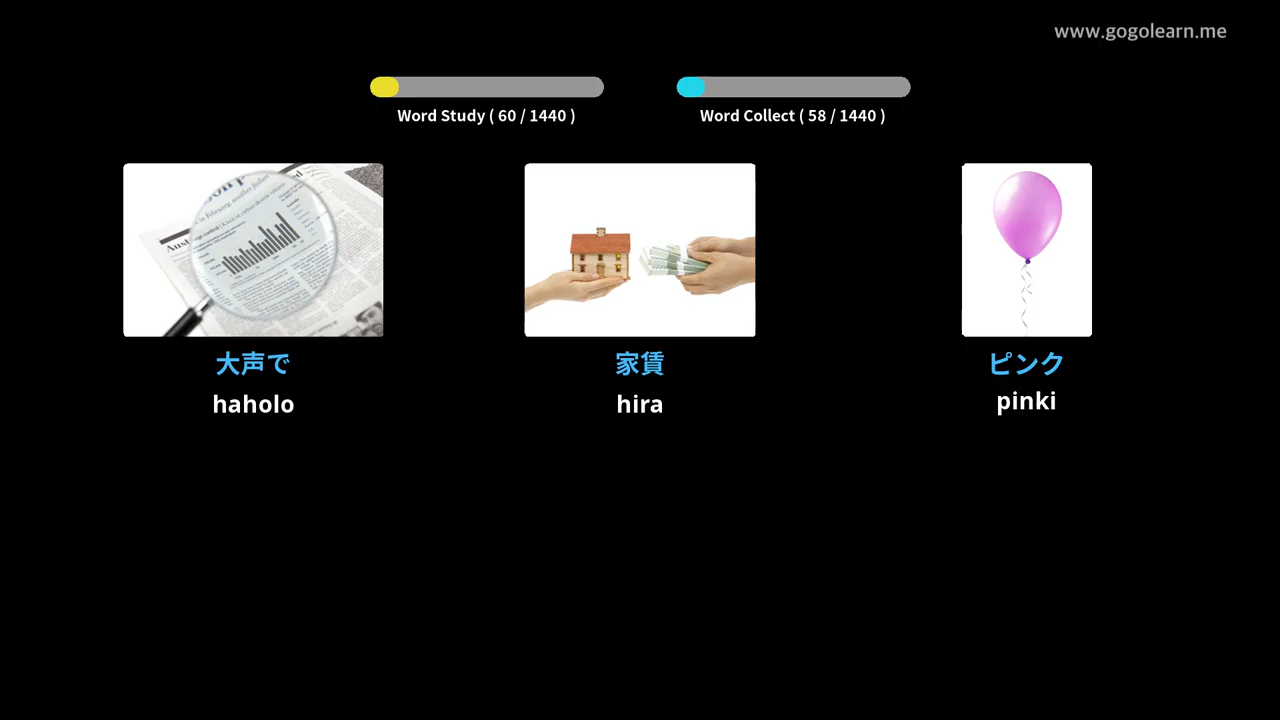 www.gogolearn.me
Word Study ( 60 / 1440 )
Word Collect ( 58 / 1440 )
大声で
haholo
家賃
hira
ピンク
pinki